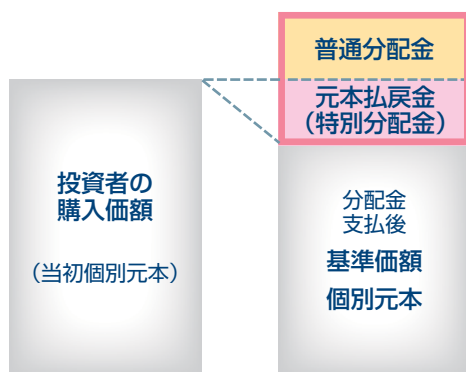 投資者の
購入価額
(当初個別元本)
普通分配金
元本払戻金
(特別分配金)
分配金
支払後
基準価額
個別元本